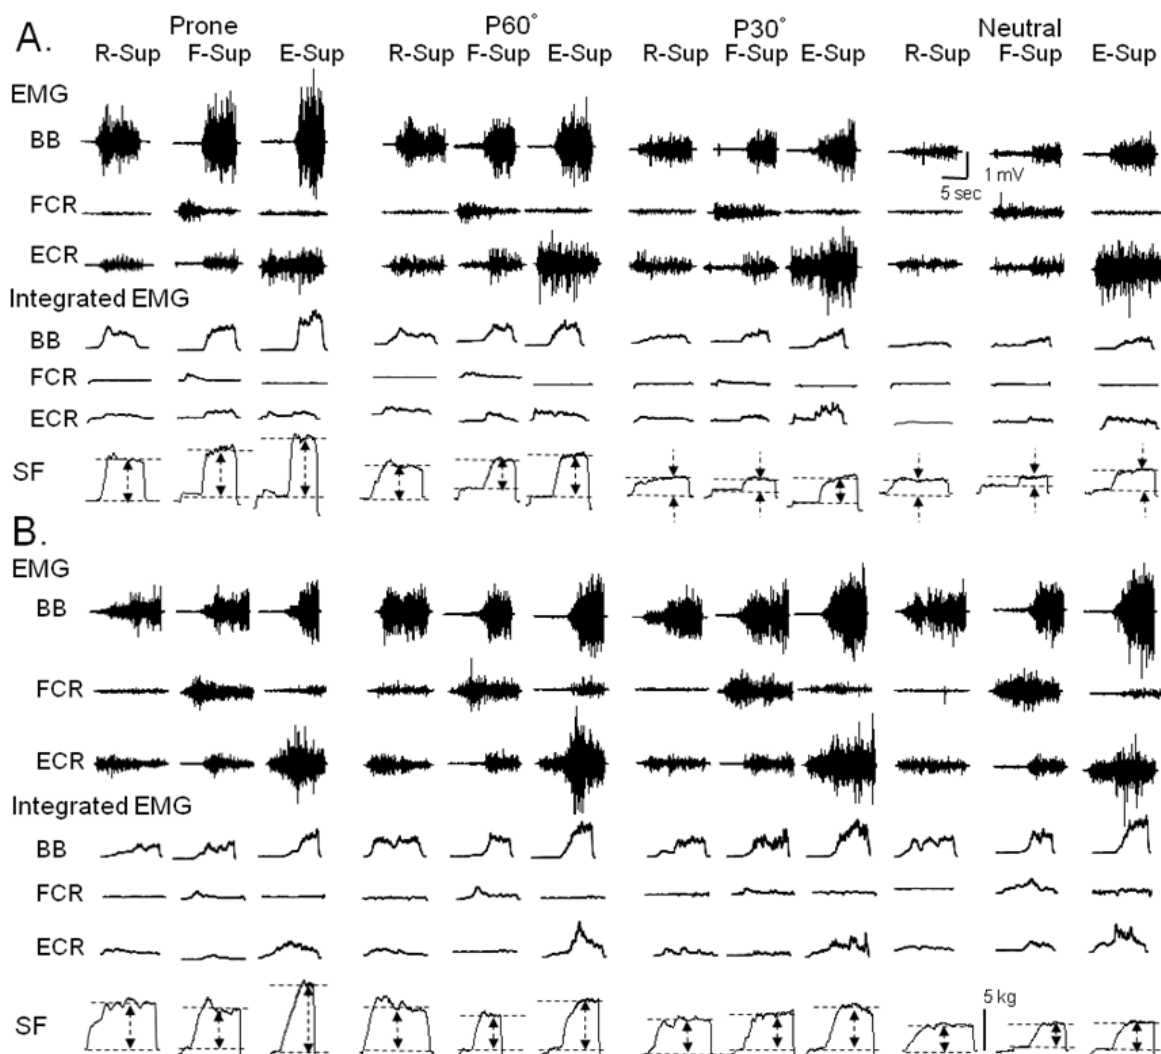 A.
Prone P60° P30° Neutral
R-Sup F-Sup E-Sup R-Sup F-Sup E-Sup R-Sup F-Sup E-Sup R-Sup F-Sup E-Sup
EMG
BB
1 mV
5 sec
FCR
ECR
Integrated EMG
BB
FCR
ECR
SF
B.
EMG
BB
FCR
ECR
Integrated EMG
BB
FCR
ECR
SF
5 kg